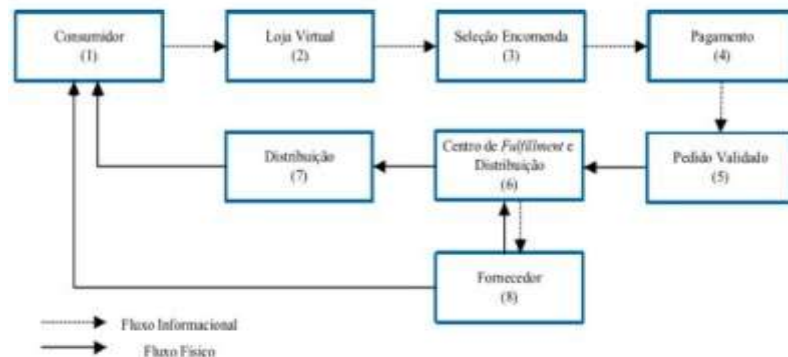 Consumidor
(1)
Loja Virtual
(2)
Seleção Encomenda
(3)
Pagamento
(4)
Distribuição
(7)
Centro de Fulfillment e
Distribuição
(6)
Pedido Validado
(5)
Fornecedor
(8)
Fluxo Informacional
Fluxo Físico